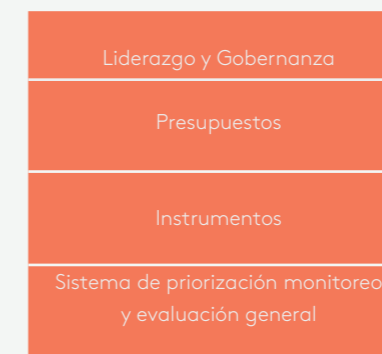 Liderazgo y Gobernanza
Presupuestos
Instrumentos
Sistema de priorización monitoreo
y evaluación general